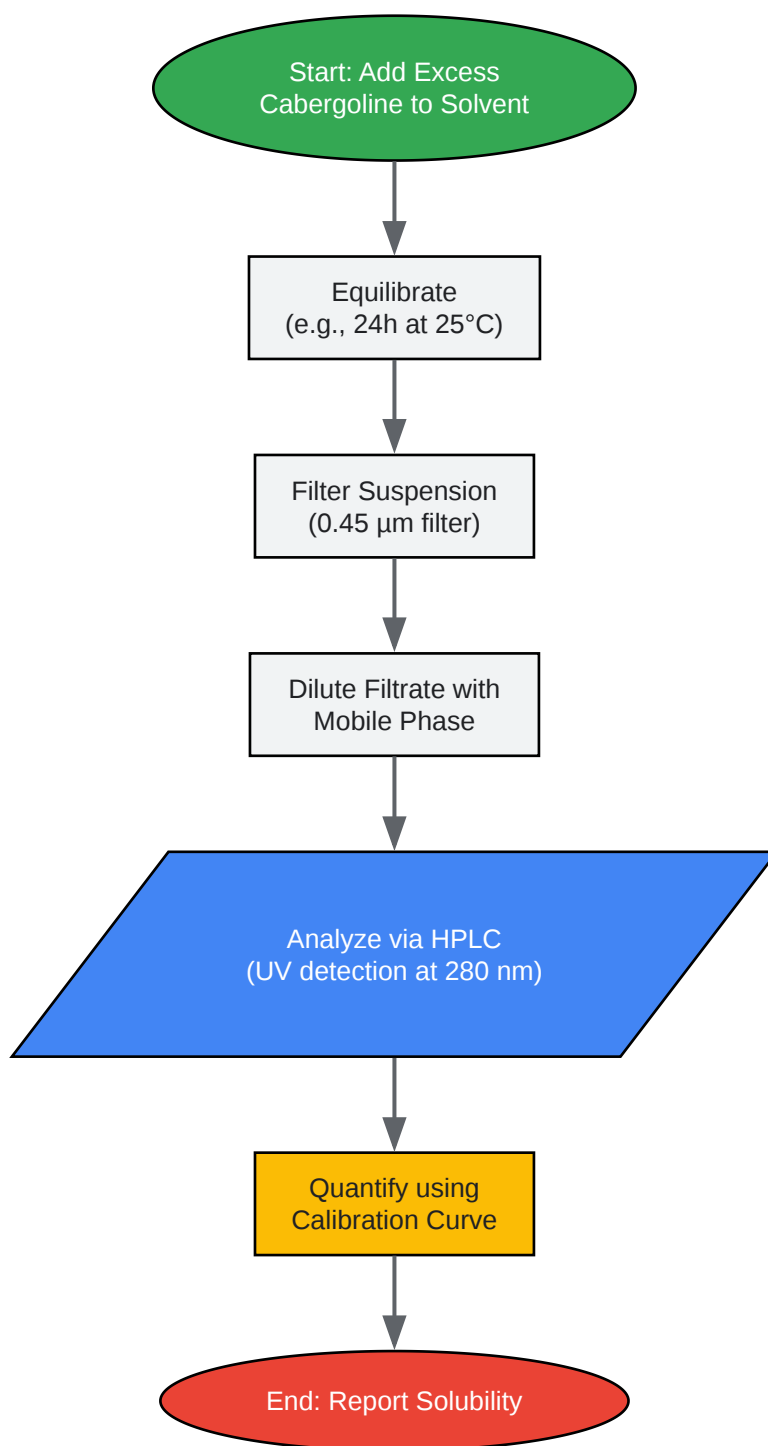 Start: Add Excess
Cabergoline to Solvent
Equilibrate
(e.g., 24h at 25°C)
Filter Suspension
(0.45 µm filter)
Dilute Filtrate with
Mobile Phase
Analyze via HPLC
(UV detection at 280 nm)
Quantify using
Calibration Curve
End: Report Solubility